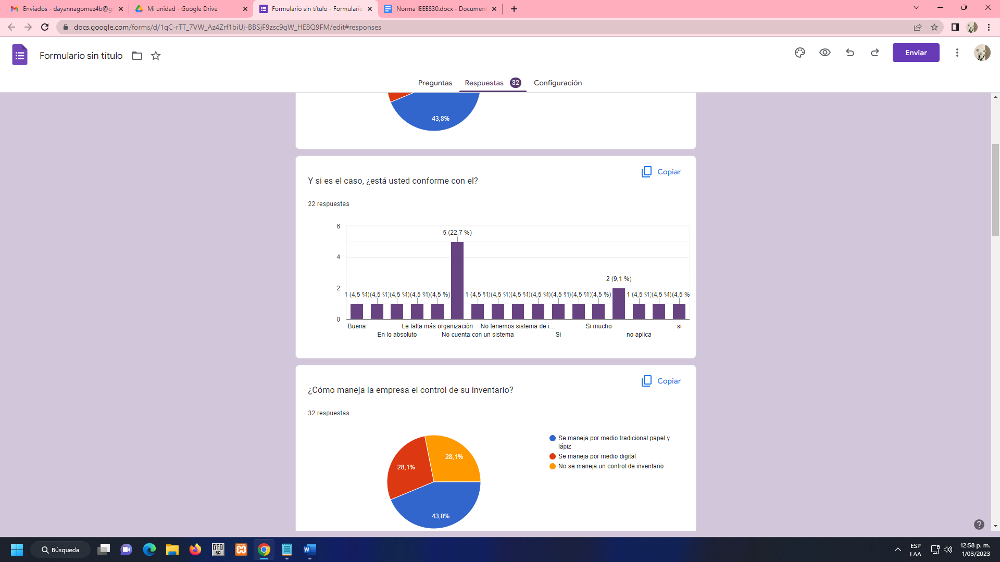 Enviados - dayannagomez4b@g
Mi unidad - Google Drive
Formulario sin título - Formulario
Norma IEEE830.docx - Document
docs.google.com/forms/d/1qC-rTT_7VW_Az4Zrf1biUj-BBSjF9zsc9gW_HE8Q9FM/edit#responses
Formulario sin título
Enviar
Preguntas
Respuestas 32
Configuración
43,8%
Copiar
Y si es el caso, ¿está usted conforme con el?
22 respuestas
6
5 (22,7 %)
4
2 (9,1 %)
2
1 (4,5 %1)(4,5 %1)(4,5 %1)(4,5 %1)(4,5 %)
1 (4,5 %1)(4,5 %1)(4,5 %1)(4,5 %1)(4,5 %1)(4,5 %1)(4,5 %)
1 (4,5 %1)(4,5 %1)(4,5 %
0
Buena
Le falta más organización
No tenemos sistema de i…
Si mucho
si
En lo absoluto
No cuenta con un sistema
Si
no aplica
Copiar
¿Cómo maneja la empresa el control de su inventario?
32 respuestas
Se maneja por medio tradicional papel y
lápiz
Se maneja por medio digital
No se maneja un control de inventario
28,1%
28,1%
43,8%
Búsqueda
DFD
ESP
LAA
12:58 p. m.
1/03/2023